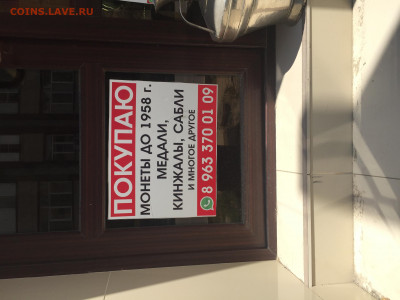 COINS.LAVE.RU
ПОКУПАЮ
МОНЕТЫ ДО 1958 г.
МЕДАЛИ,
КИНЖАЛЫ, САБЛИ
И МНОГОЕ ДРУГОЕ
8 963 370 01 09